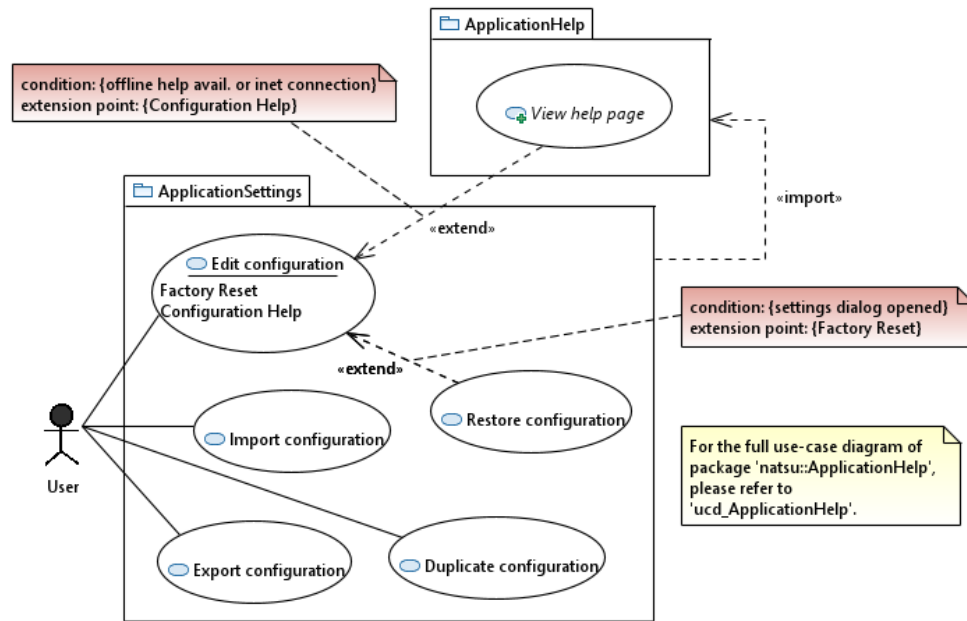 ApplicationHelp
condition: {offline help avail. or inet connection}
extension point: {Configuration Help}
View help page
ApplicationSettings
«import»
«extend»
Edit configuration
Factory Reset
Configuration Help
condition: {settings dialog opened}
extension point: {Factory Reset}
«extend»
Restore configuration
Import configuration
For the full use-case diagram of
package 'natsu::ApplicationHelp',
please refer to
'ucd_ApplicationHelp'.
User
Export configuration
Duplicate configuration